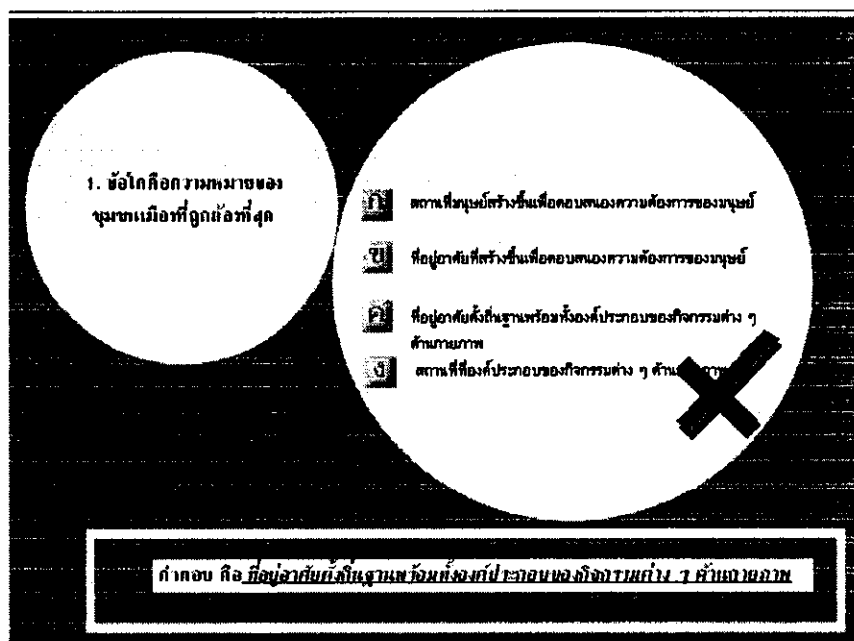 1. ข้อใดคือความหมายของ
ชุมชนเมืองที่ถูกต้องที่สุด
ก สถานที่มนุษย์สร้างขึ้นเพื่อตอบสนองความต้องการของมนุษย์
ข ที่อยู่อาศัยที่สร้างขึ้นเพื่อตอบสนองความต้องการของมนุษย์
ค ที่อยู่อาศัยตั้งถิ่นฐานพร้อมทั้งองค์ประกอบของกิจกรรมต่าง ๆ
ด้านกายภาพ
ง สถานที่ที่องค์ประกอบของกิจกรรมต่าง ๆ
คำตอบ คือ ที่อยู่อาศัยตั้งถิ่นฐานพร้อมทั้งองค์ประกอบของกิจกรรมต่าง ๆ ด้านกายภาพ